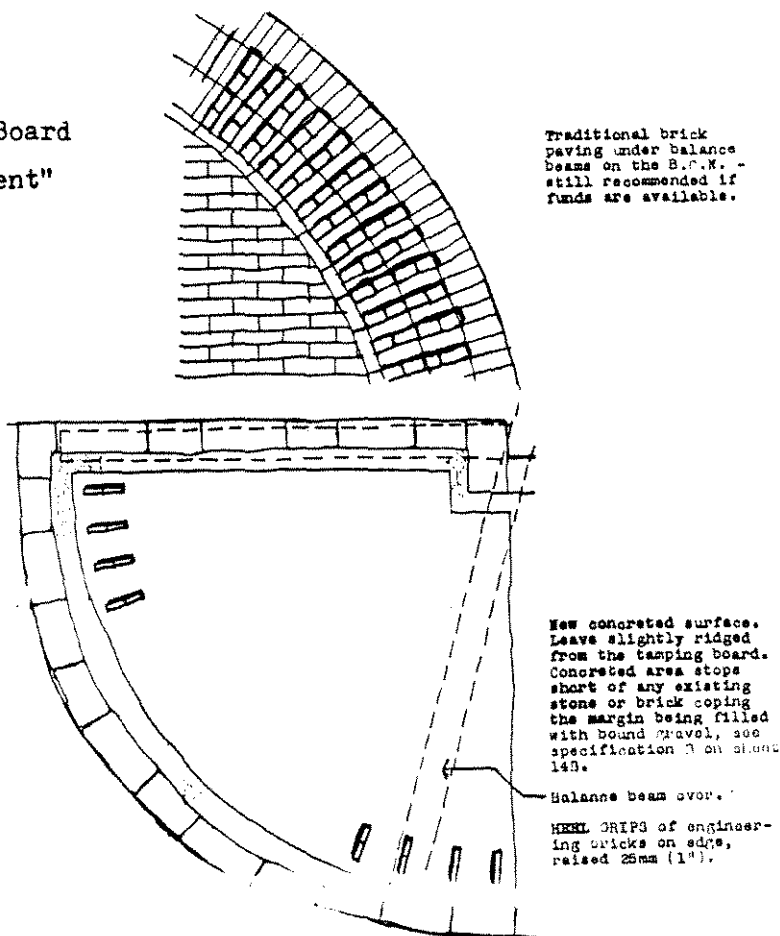 Board
ent"
Traditional brick
paving under balance
beams on the B.C.N. -
still recommended if
funds are available.
New concreted surface.
Leave slightly ridged
from the tamping board.
Concreted area stops
short of any existing
stone or brick coping
the margin being filled
with bound gravel, see
specification on sheet
Balance beam over.
HEEL GRIPS of engineer-
ing bricks on edge,
raised 25mm (1").